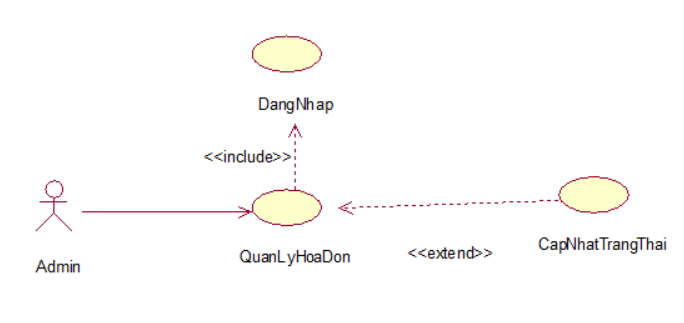 DangNhap
<<include>>
Admin
QuanLyHoaDon
<<extend>>
CapNhatTrangThai